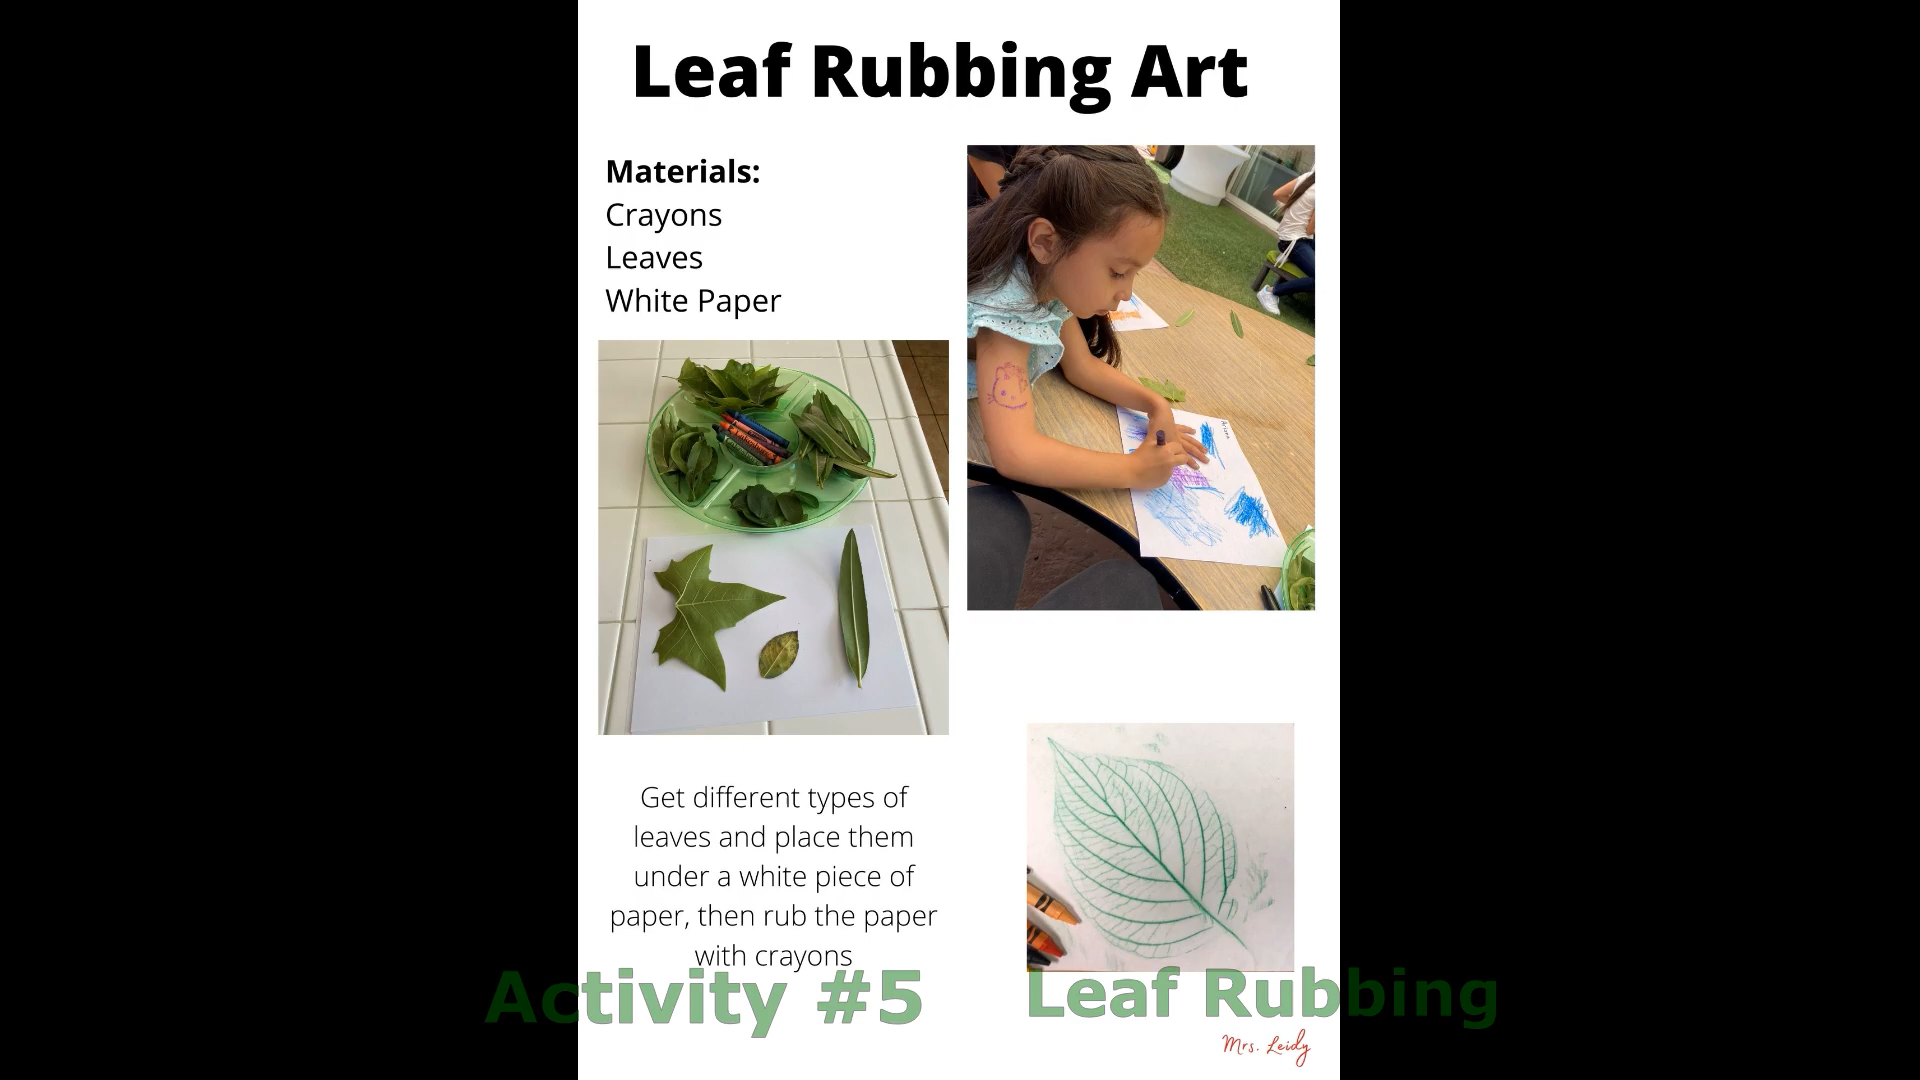 Leaf Rubbing Art
Materials:
Crayons
Leaves
White Paper
Get different types of
leaves and place them
under a white piece of
paper, then rub the paper
with crayons
Activity #5 Leaf Rubbing
Mrs. Leidy